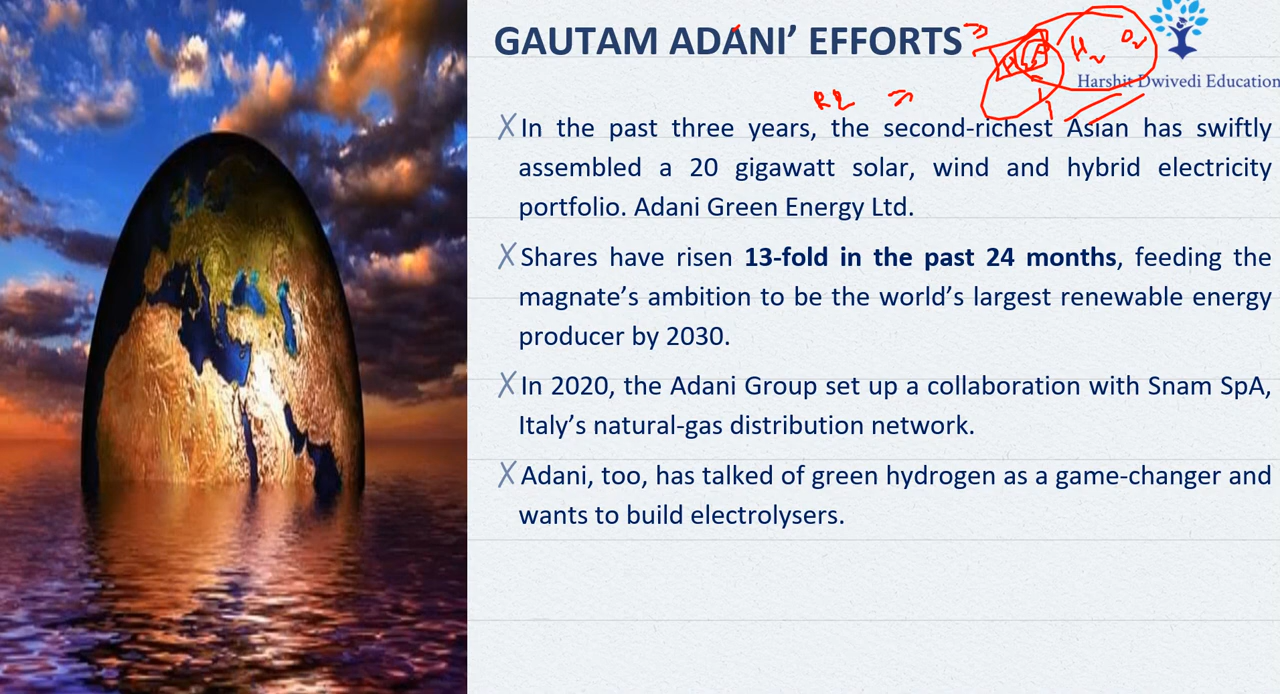 GAUTAM ADANI’ EFFORTS
H₂ O₂
Harshit Dwivedi Education
╳In the past three years, the second-richest Asian has swiftly
assembled a 20 gigawatt solar, wind and hybrid electricity
portfolio. Adani Green Energy Ltd.
╳Shares have risen 13-fold in the past 24 months, feeding the
magnate’s ambition to be the world’s largest renewable energy
producer by 2030.
╳In 2020, the Adani Group set up a collaboration with Snam SpA,
Italy’s natural-gas distribution network.
╳Adani, too, has talked of green hydrogen as a game-changer and
wants to build electrolysers.